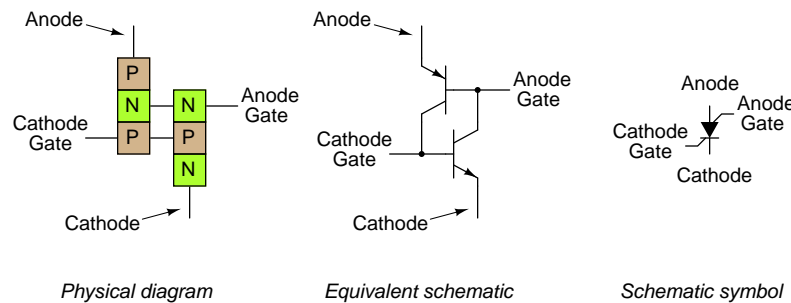 Anode
P
N
N
Anode
Gate
Cathode
Gate
P
P
N
Cathode
Physical diagram
Anode
Anode
Gate
Cathode
Gate
Cathode
Equivalent schematic
Anode
Anode
Gate
Cathode
Gate
Cathode
Schematic symbol